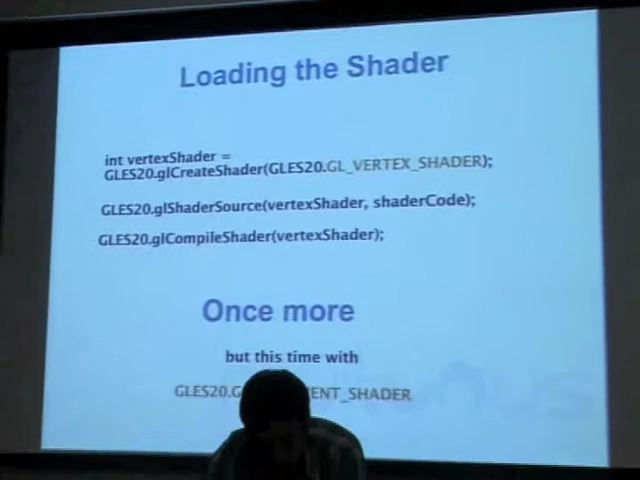 Loading the Shader
int vertexShader =
GLES20.glCreateShader(GLES20.GL_VERTEX_SHADER);
GLES20.glShaderSource(vertexShader, shaderCode);
GLES20.glCompileShader(vertexShader);
Once more
but this time with
GLES20.G ENT_SHADER